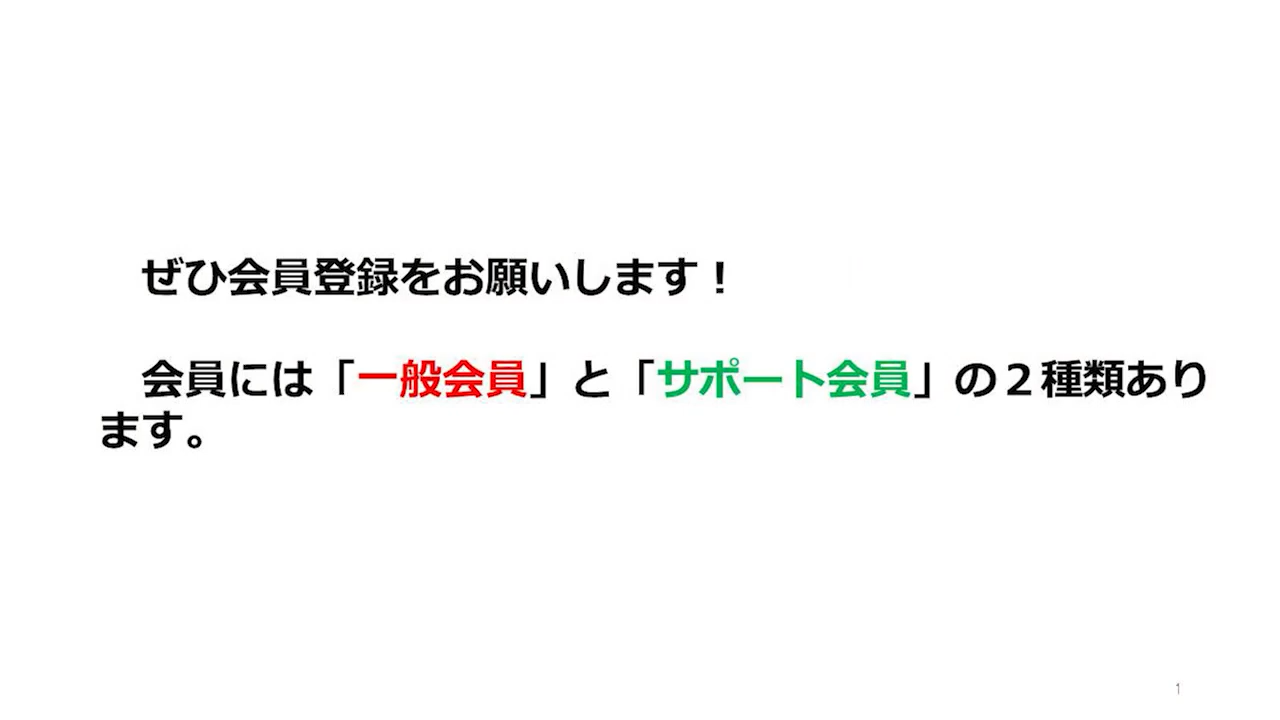 ぜひ会員登録をお願いします！
会員には「一般会員」と「サポート会員」の２種類あり
ます。
1